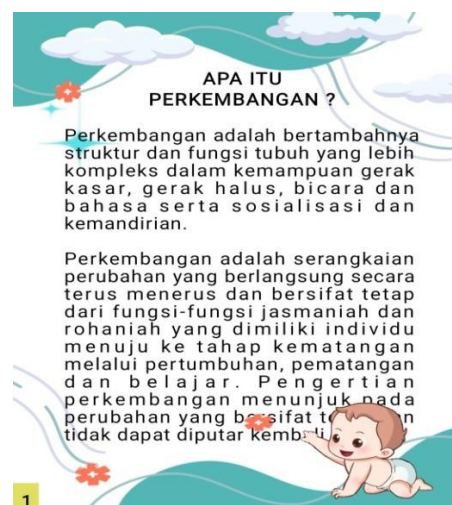 APA ITU
PERKEMBANGAN ?
Perkembangan adalah bertambahnya
struktur dan fungsi tubuh yang lebih
kompleks dalam kemampuan gerak
kasar, gerak halus, bicara dan
bahasa serta sosialisasi dan
kemandirian.
Perkembangan adalah serangkaian
perubahan yang berlangsung secara
terus menerus dan bersifat tetap
dari fungsi-fungsi jasmaniah dan
rohaniah yang dimiliki individu
menuju ke tahap kematangan
melalui pertumbuhan, pematangan
dan belajar. Pengertian
perkembangan menunjuk pada
perubahan yang bersifat
tidak dapat diputar kembali
1